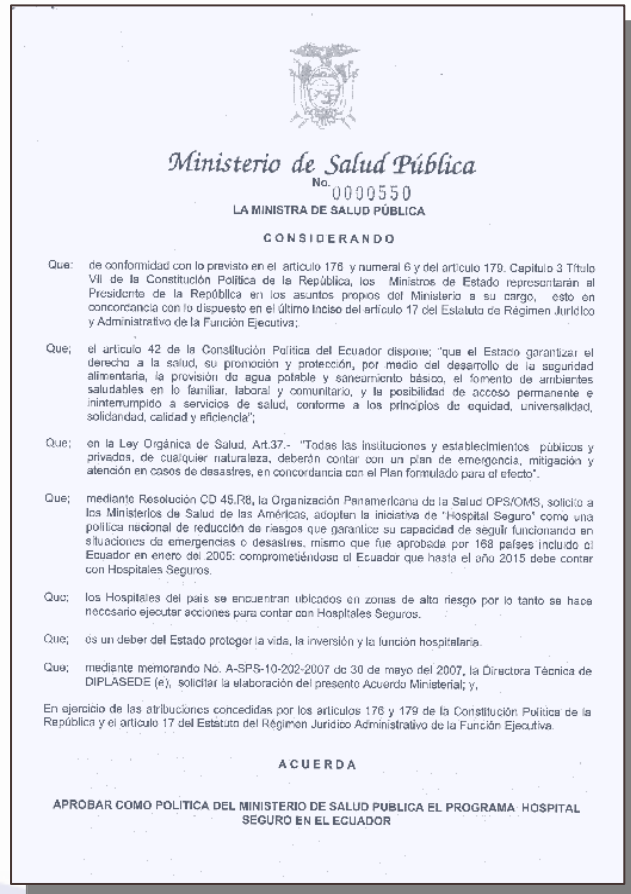 Ministerio de Salud Pública
No. 0000550
LA MINISTRA DE SALUD PÚBLICA
CONSIDERANDO
Que: de conformidad con lo previsto en el articulo 176 y numeral 6 y del articulo 179. Capitulo 3 Titulo
VII de la Constitución Política de la República, los Ministros de Estado representarán al
Presidente de la República en los asuntos propios del Ministerio a su cargo, esto en
concordancia con lo dispuesto en el último inciso del artículo 17 del Estatuto de Régimen Jurídico
y Administrativo de la Función Ejecutiva;
Que; el articulo 42 de la Constitución Política del Ecuador dispone; "que el Estado garantizar el
derecho a la salud, su promoción y protección, por medio del desarrollo de la seguridad
alimentaria, la provisión de agua potable y saneamiento básico, el fomento de ambientes
saludables en lo familiar, laboral y comunitario, y la posibilidad de acceso permanente e
ininterrumpido a servicios de salud, conforme a los principios de equidad, universalidad,
solidaridad, calidad y eficiencia";
Que; en la Ley Orgánica de Salud, Art.37.- "Todas las instituciones y establecimientos públicos y
privados, de cualquier naturaleza, deberán contar con un plan de emergencia, mitigación y
atención en casos de desastres, en concordancia con el Plan formulado para el efecto".
Que; mediante Resolución CD 45.R8, la Organización Panamericana de la Salud OPS/OMS, solicito a
los Ministerios de Salud de las Américas, adopten la iniciativa de "Hospital Seguro" como una
política nacional de reducción de riesgos que garantice su capacidad de seguir funcionando en
situaciones de emergencias o desastres, mismo que fue aprobada por 168 países incluido el
Ecuador en enero del 2005: comprometiéndose el Ecuador que hasta el año 2015 debe contar
con Hospitales Seguros.
Que; los Hospitales del país se encuentran ubicados en zonas de alto riesgo por lo tanto se hace
necesario ejecutar acciones para contar con Hospitales Seguros.
Que; es un deber del Estado proteger la vida, la inversión y la función hospitalaria.
Que; mediante memorando No. A-SPS-10-202-2007 de 30 de mayo del 2007, la Directora Técnica de
DIPLASEDE (e), solicitar la elaboración del presente Acuerdo Ministerial; y,
En ejercicio de las atribuciones concedidas por los articulos 176 y 179 de la Constitución Política de la
República y el articulo 17 del Estatuto del Régimen Juridico Administrativo de la Función Ejecutiva.
ACUERDA
APROBAR COMO POLITICA DEL MINISTERIO DE SALUD PUBLICA EL PROGRAMA HOSPITAL
SEGURO EN EL ECUADOR